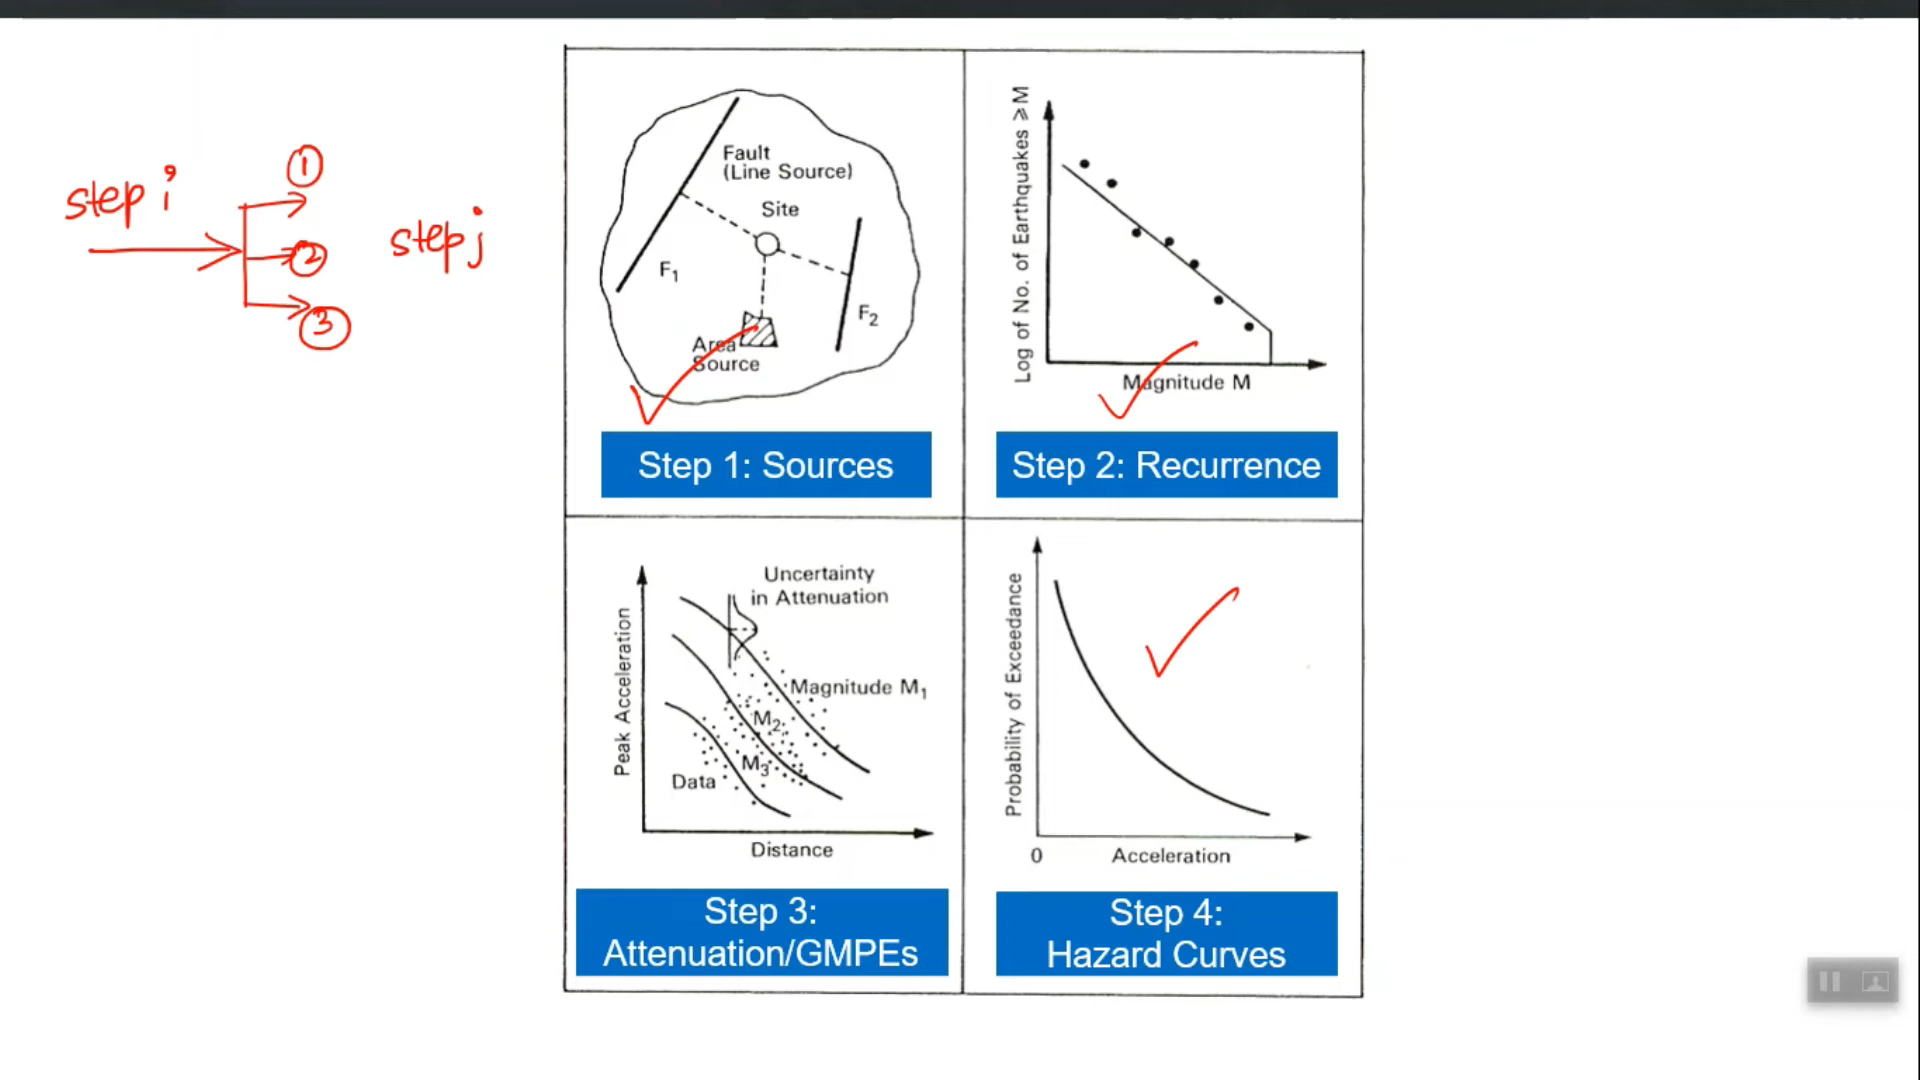 step i
①
②
③
step j
Fault
(Line Source)
Site
F1
F2
Area
Source
Step 1: Sources
Log of No. of Earthquakes ⩾M
Magnitude M
Step 2: Recurrence
Uncertainty
in Attenuation
Peak Acceleration
Magnitude M1
M2
M3
Data
Distance
Step 3:
Attenuation/GMPEs
Probability of Exceedance
0
Acceleration
Step 4:
Hazard Curves